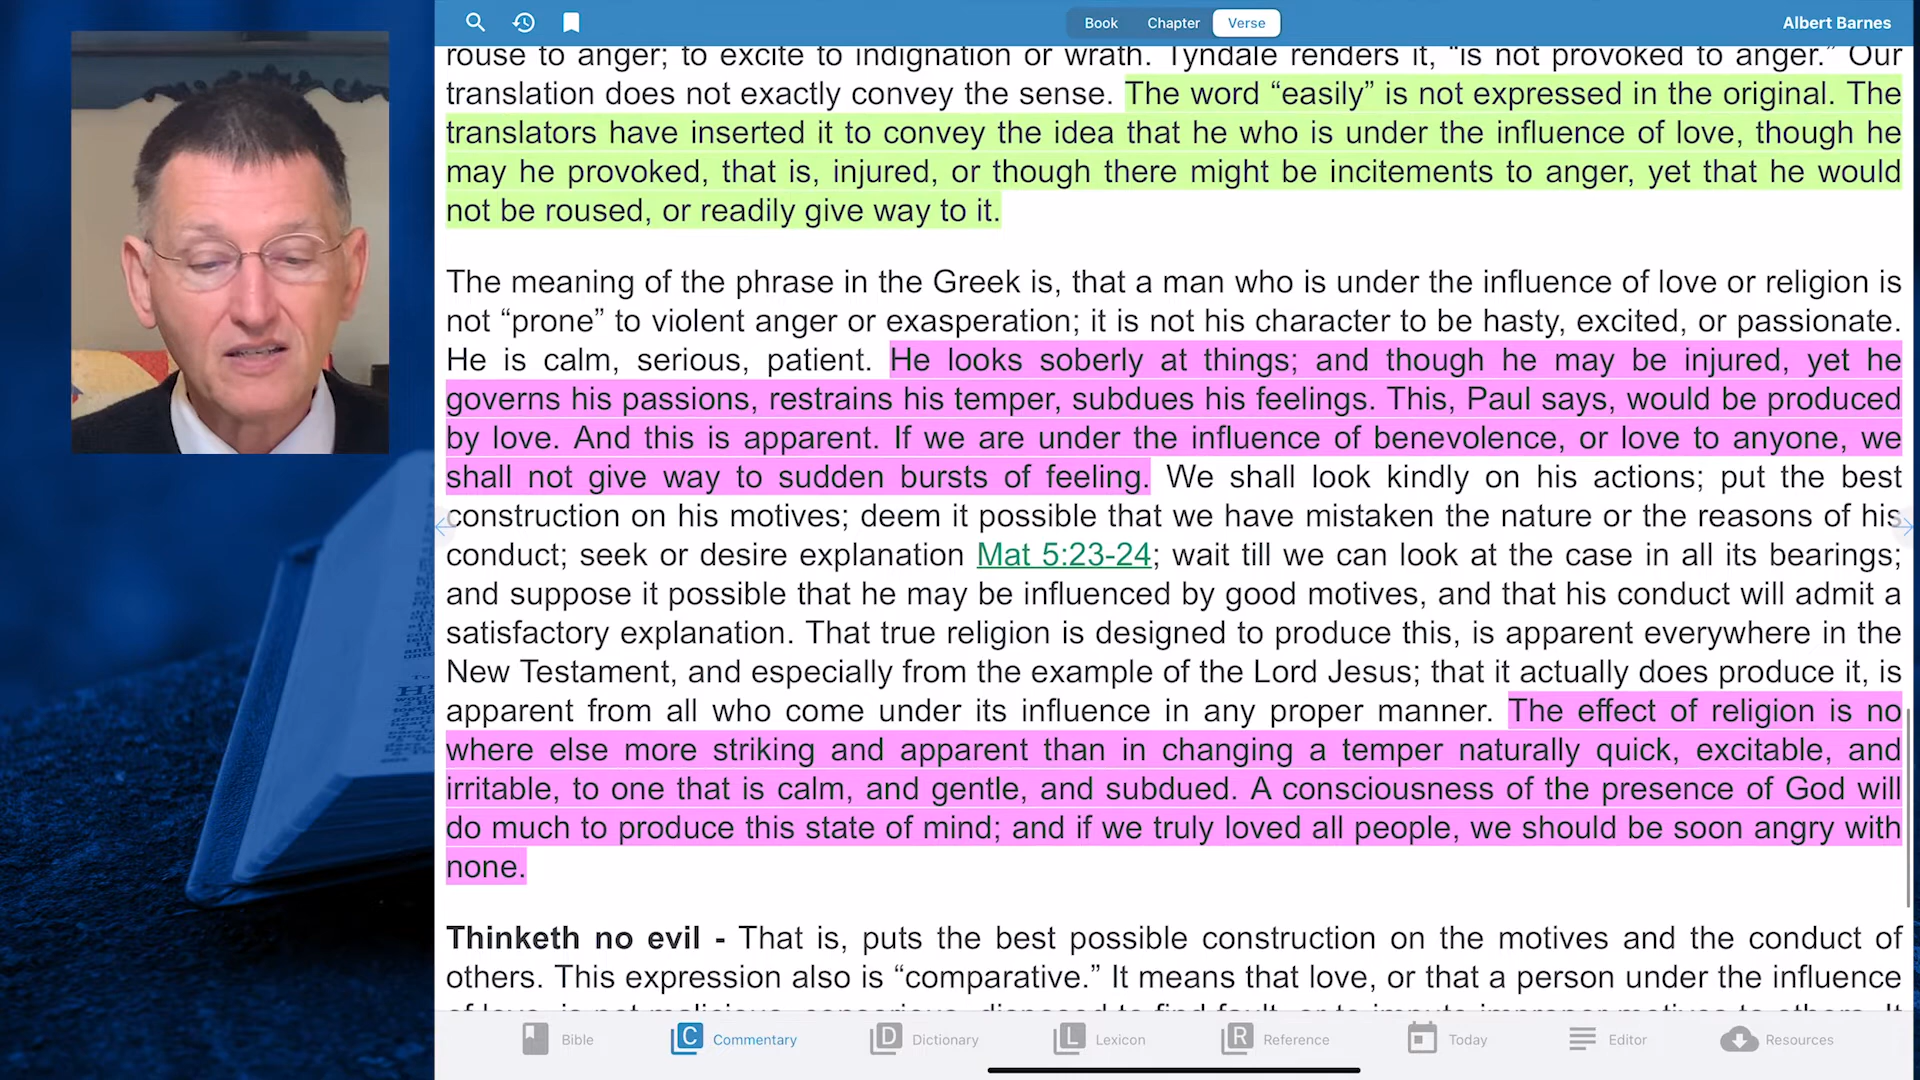 Book Chapter Verse Albert Barnes
rouse to anger; to excite to indignation or wrath. Tyndale renders it, “is not provoked to anger.” Our
translation does not exactly convey the sense. The word “easily” is not expressed in the original. The
translators have inserted it to convey the idea that he who is under the influence of love, though he
may he provoked, that is, injured, or though there might be incitements to anger, yet that he would
not be roused, or readily give way to it.
The meaning of the phrase in the Greek is, that a man who is under the influence of love or religion is
not “prone” to violent anger or exasperation; it is not his character to be hasty, excited, or passionate.
He is calm, serious, patient. He looks soberly at things; and though he may be injured, yet he
governs his passions, restrains his temper, subdues his feelings. This, Paul says, would be produced
by love. And this is apparent. If we are under the influence of benevolence, or love to anyone, we
shall not give way to sudden bursts of feeling. We shall look kindly on his actions; put the best
construction on his motives; deem it possible that we have mistaken the nature or the reasons of his
conduct; seek or desire explanation Mat 5:23-24; wait till we can look at the case in all its bearings;
and suppose it possible that he may be influenced by good motives, and that his conduct will admit a
satisfactory explanation. That true religion is designed to produce this, is apparent everywhere in the
New Testament, and especially from the example of the Lord Jesus; that it actually does produce it, is
apparent from all who come under its influence in any proper manner. The effect of religion is no
where else more striking and apparent than in changing a temper naturally quick, excitable, and
irritable, to one that is calm, and gentle, and subdued. A consciousness of the presence of God will
do much to produce this state of mind; and if we truly loved all people, we should be soon angry with
none.
Thinketh no evil - That is, puts the best possible construction on the motives and the conduct of
others. This expression also is “comparative.” It means that love, or that a person under the influence
of love, is not malicious, censorious, disposed to find fault, or to impute improper motives to others. It
Bible C Commentary D Dictionary L Lexicon R Reference Today Editor Resources